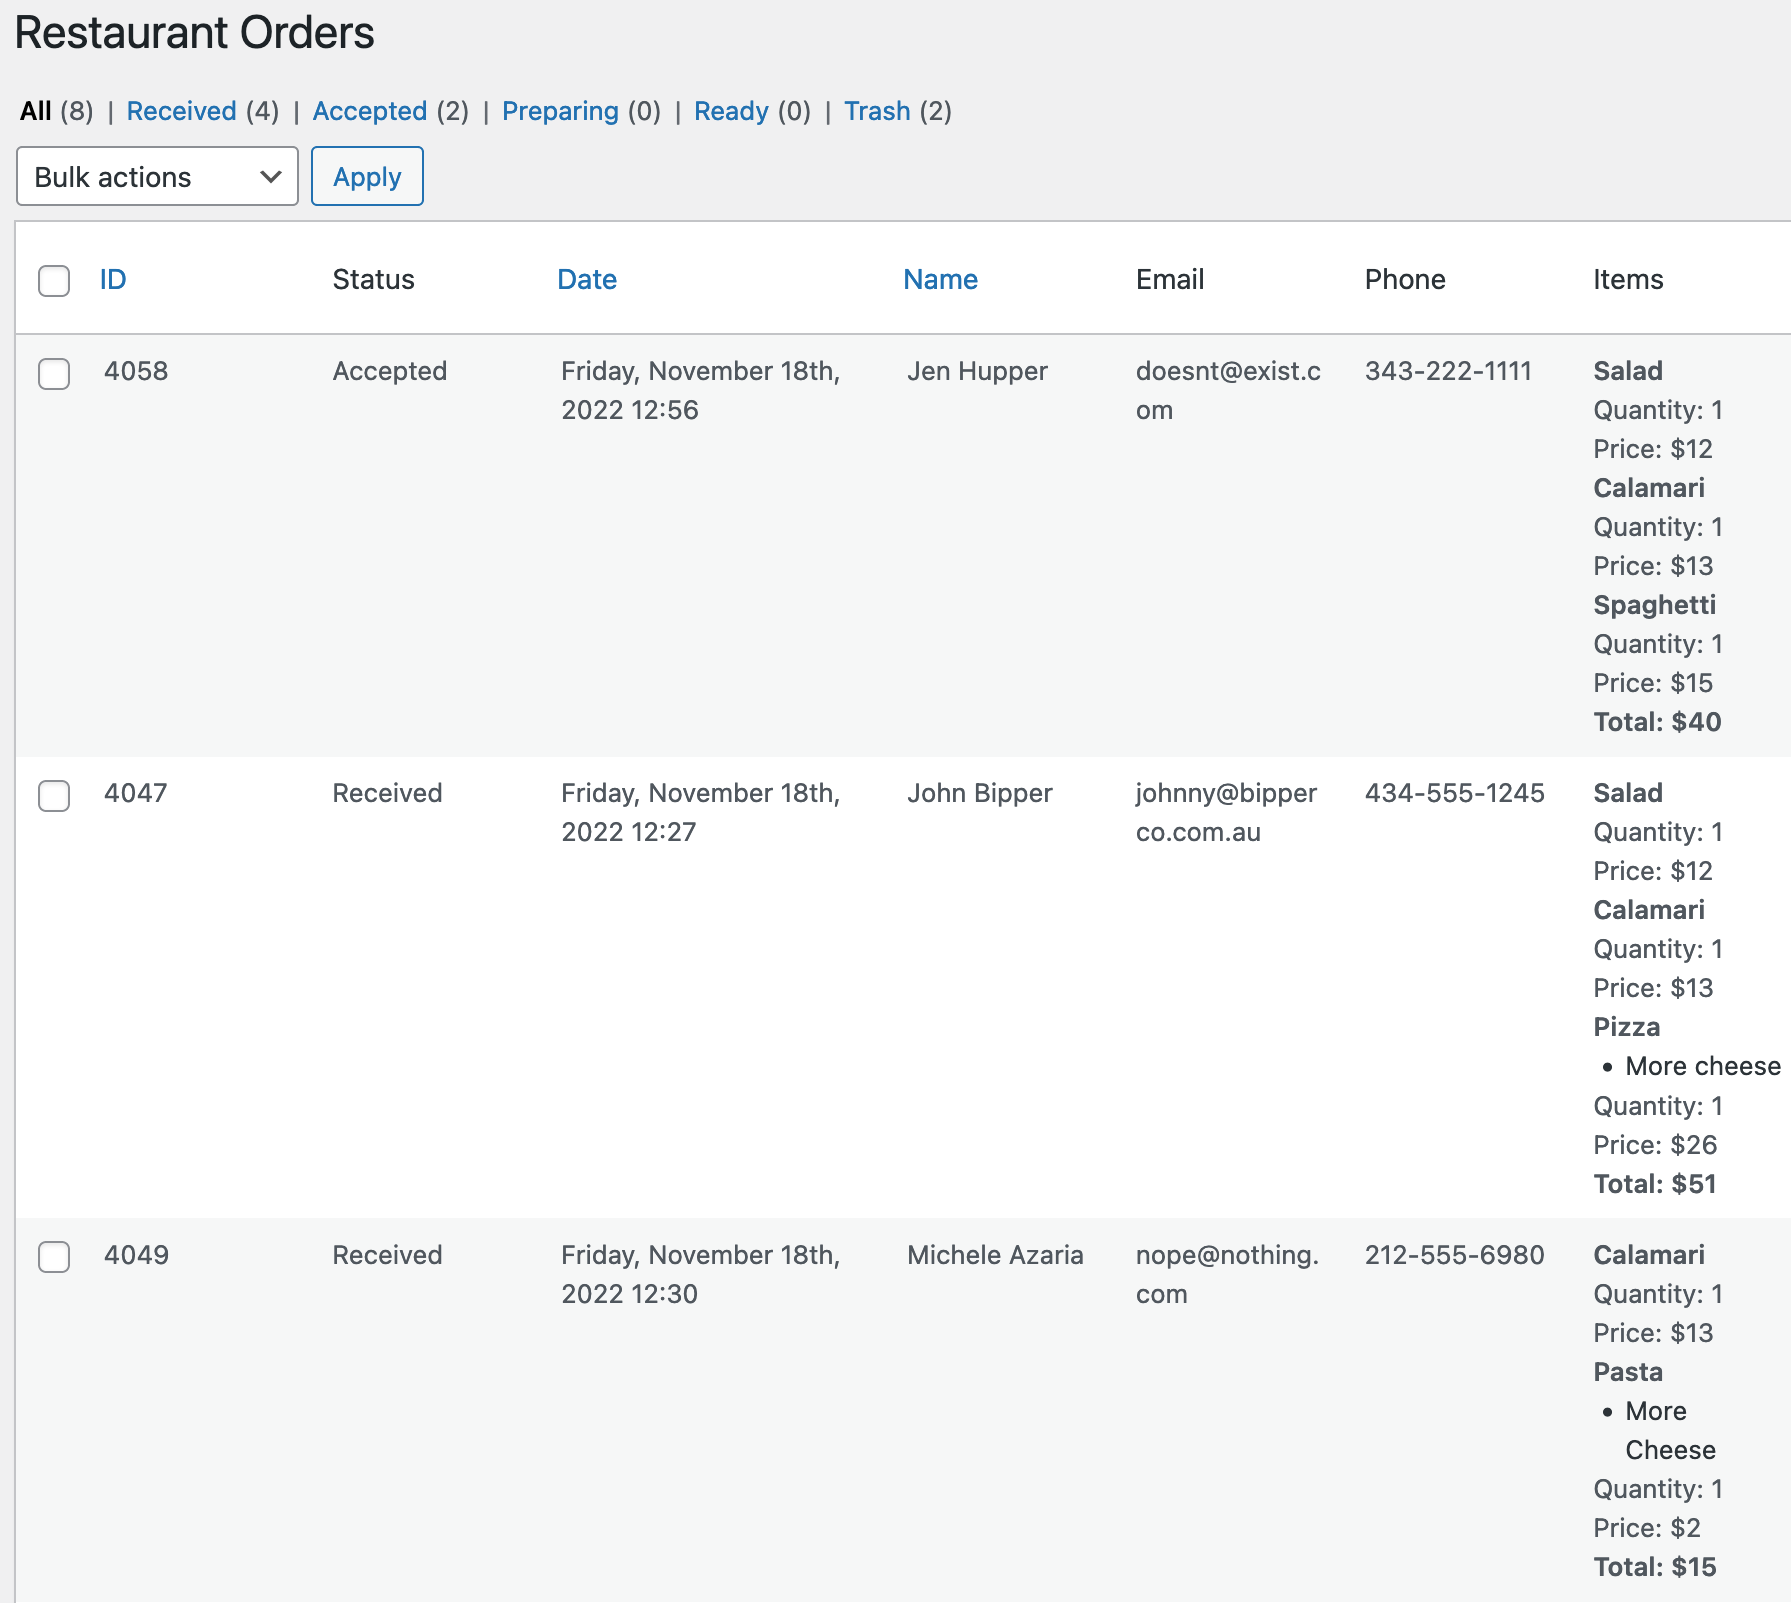 Restaurant Orders
All (8) | Received (4) | Accepted (2) | Preparing (0) | Ready (0) | Trash (2)
Bulk actions Apply
ID Status Date Name Email Phone Items
4058 Accepted Friday, November 18th, Jen Hupper doesnt@exist.c 343-222-1111 Salad
2022 12:56 om Quantity: 1
Price: $12
Calamari
Quantity: 1
Price: $13
Spaghetti
Quantity: 1
Price: $15
Total: $40
4047 Received Friday, November 18th, John Bipper johnny@bipper 434-555-1245 Salad
2022 12:27 co.com.au Quantity: 1
Price: $12
Calamari
Quantity: 1
Price: $13
Pizza
• More cheese
Quantity: 1
Price: $26
Total: $51
4049 Received Friday, November 18th, Michele Azaria nope@nothing. 212-555-6980 Calamari
2022 12:30 com Quantity: 1
Price: $13
Pasta
• More
Cheese
Quantity: 1
Price: $2
Total: $15